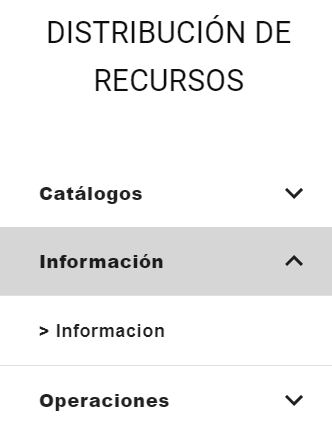 DISTRIBUCIÓN DE
RECURSOS
Catálogos
Información
> Informacion
Operaciones